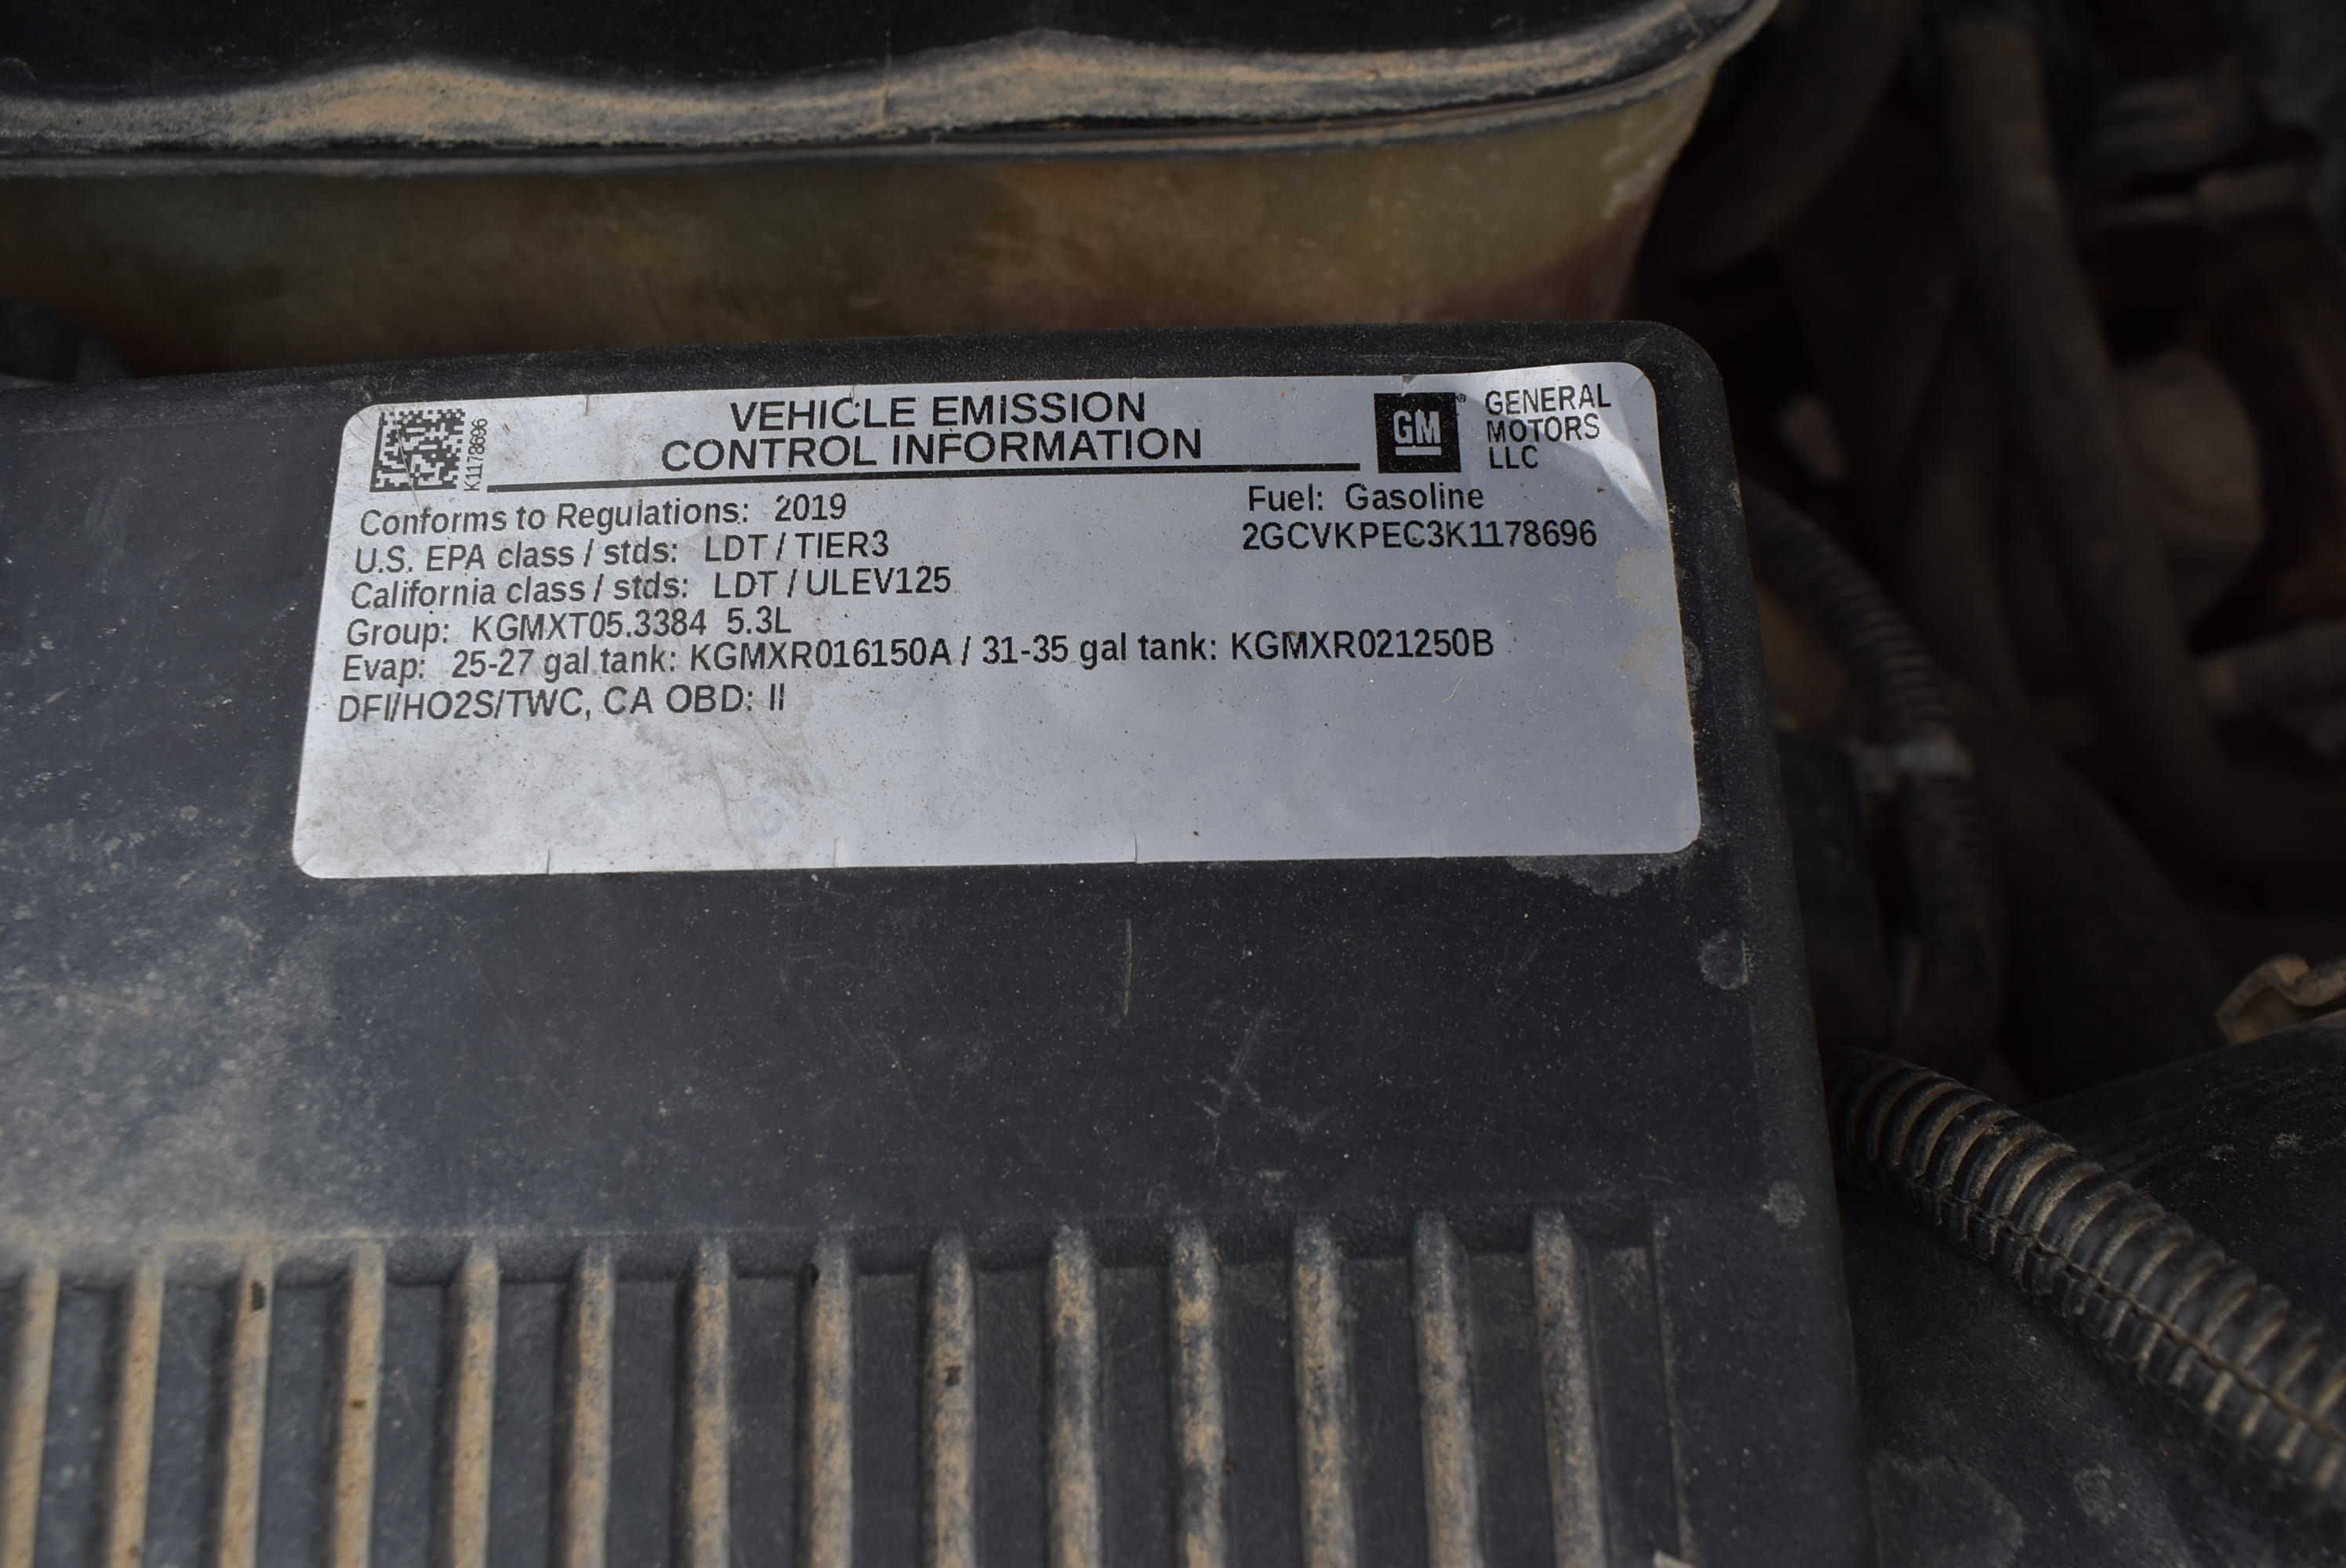 K1178696
VEHICLE EMISSION
CONTROL INFORMATION
GM®
GENERAL
MOTORS
LLC
Conforms to Regulations: 2019
Fuel: Gasoline
U.S. EPA class / stds: LDT / TIER3
2GCVKPEC3K1178696
California class / stds: LDT / ULEV125
Group: KGMXT05.3384 5.3L
Evap: 25-27 gal tank: KGMXR016150A / 31-35 gal tank: KGMXR021250B
DFI/HO2S/TWC, CA OBD: II